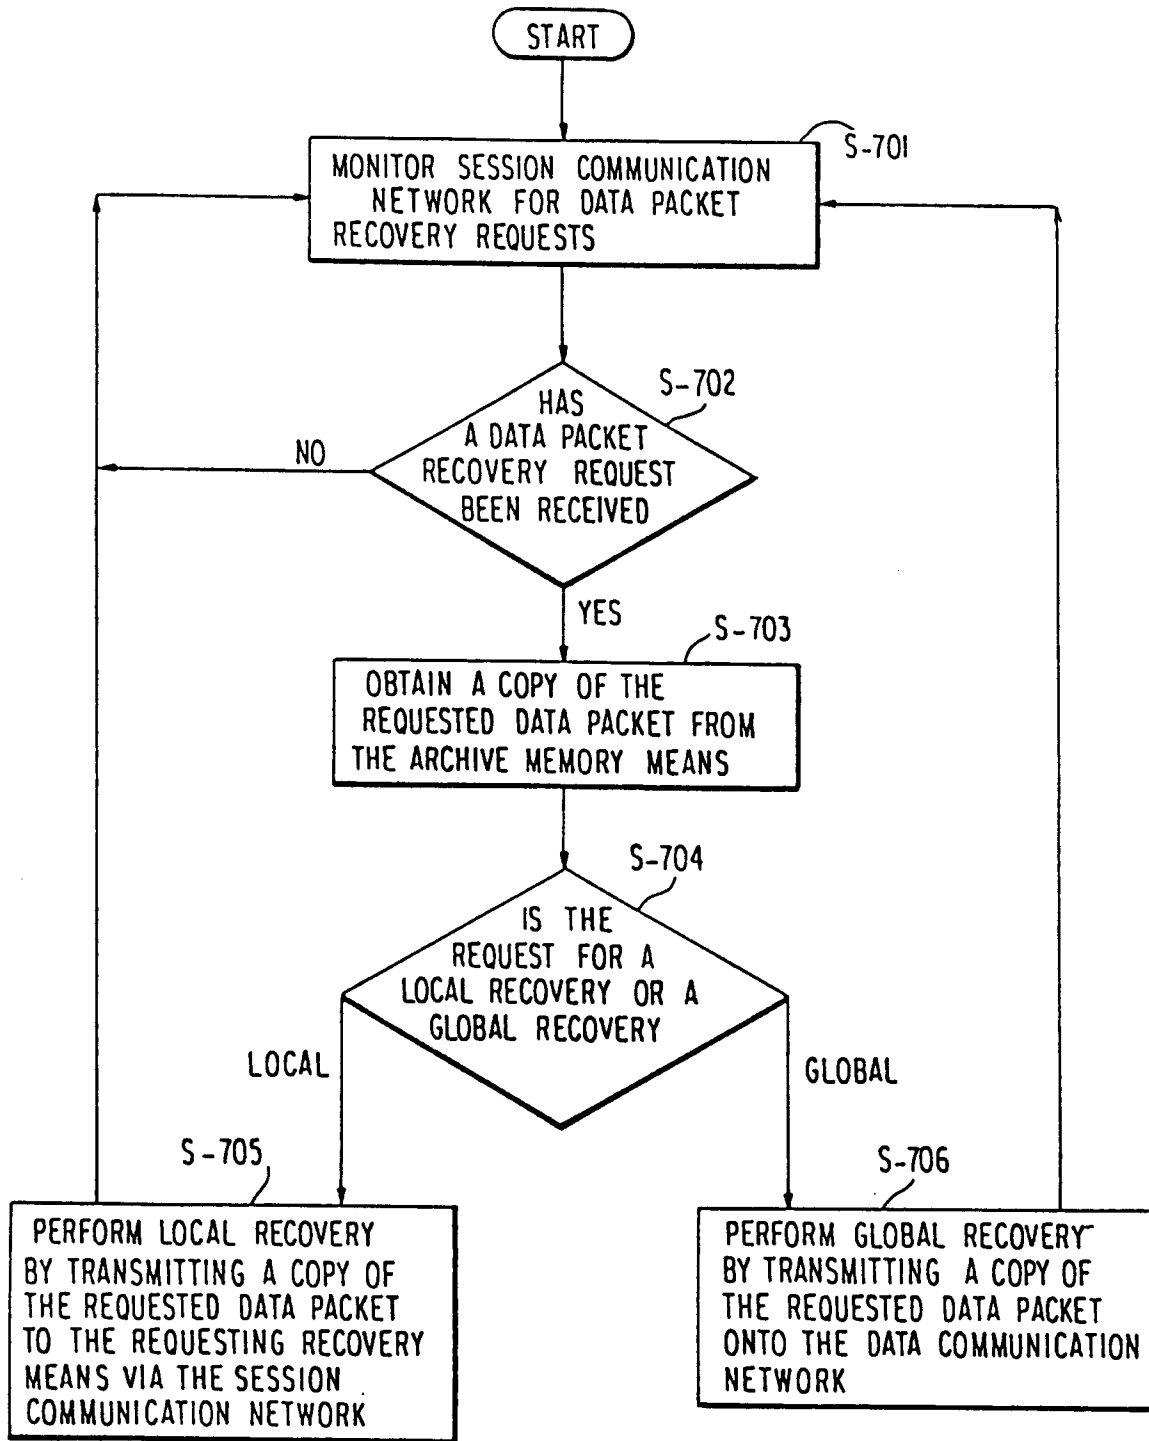 START
S-701
MONITOR SESSION COMMUNICATION
NETWORK FOR DATA PACKET
RECOVERY REQUESTS
S-702
HAS
A DATA PACKET
RECOVERY REQUEST
BEEN RECEIVED
NO
YES
S-703
OBTAIN A COPY OF THE
REQUESTED DATA PACKET FROM
THE ARCHIVE MEMORY MEANS
S-704
IS THE
REQUEST FOR A
LOCAL RECOVERY OR A
GLOBAL RECOVERY
LOCAL
GLOBAL
S-705
PERFORM LOCAL RECOVERY
BY TRANSMITTING A COPY OF
THE REQUESTED DATA PACKET
TO THE REQUESTING RECOVERY
MEANS VIA THE SESSION
COMMUNICATION NETWORK
S-706
PERFORM GLOBAL RECOVERY
BY TRANSMITTING A COPY OF
THE REQUESTED DATA PACKET
ONTO THE DATA COMMUNICATION
NETWORK